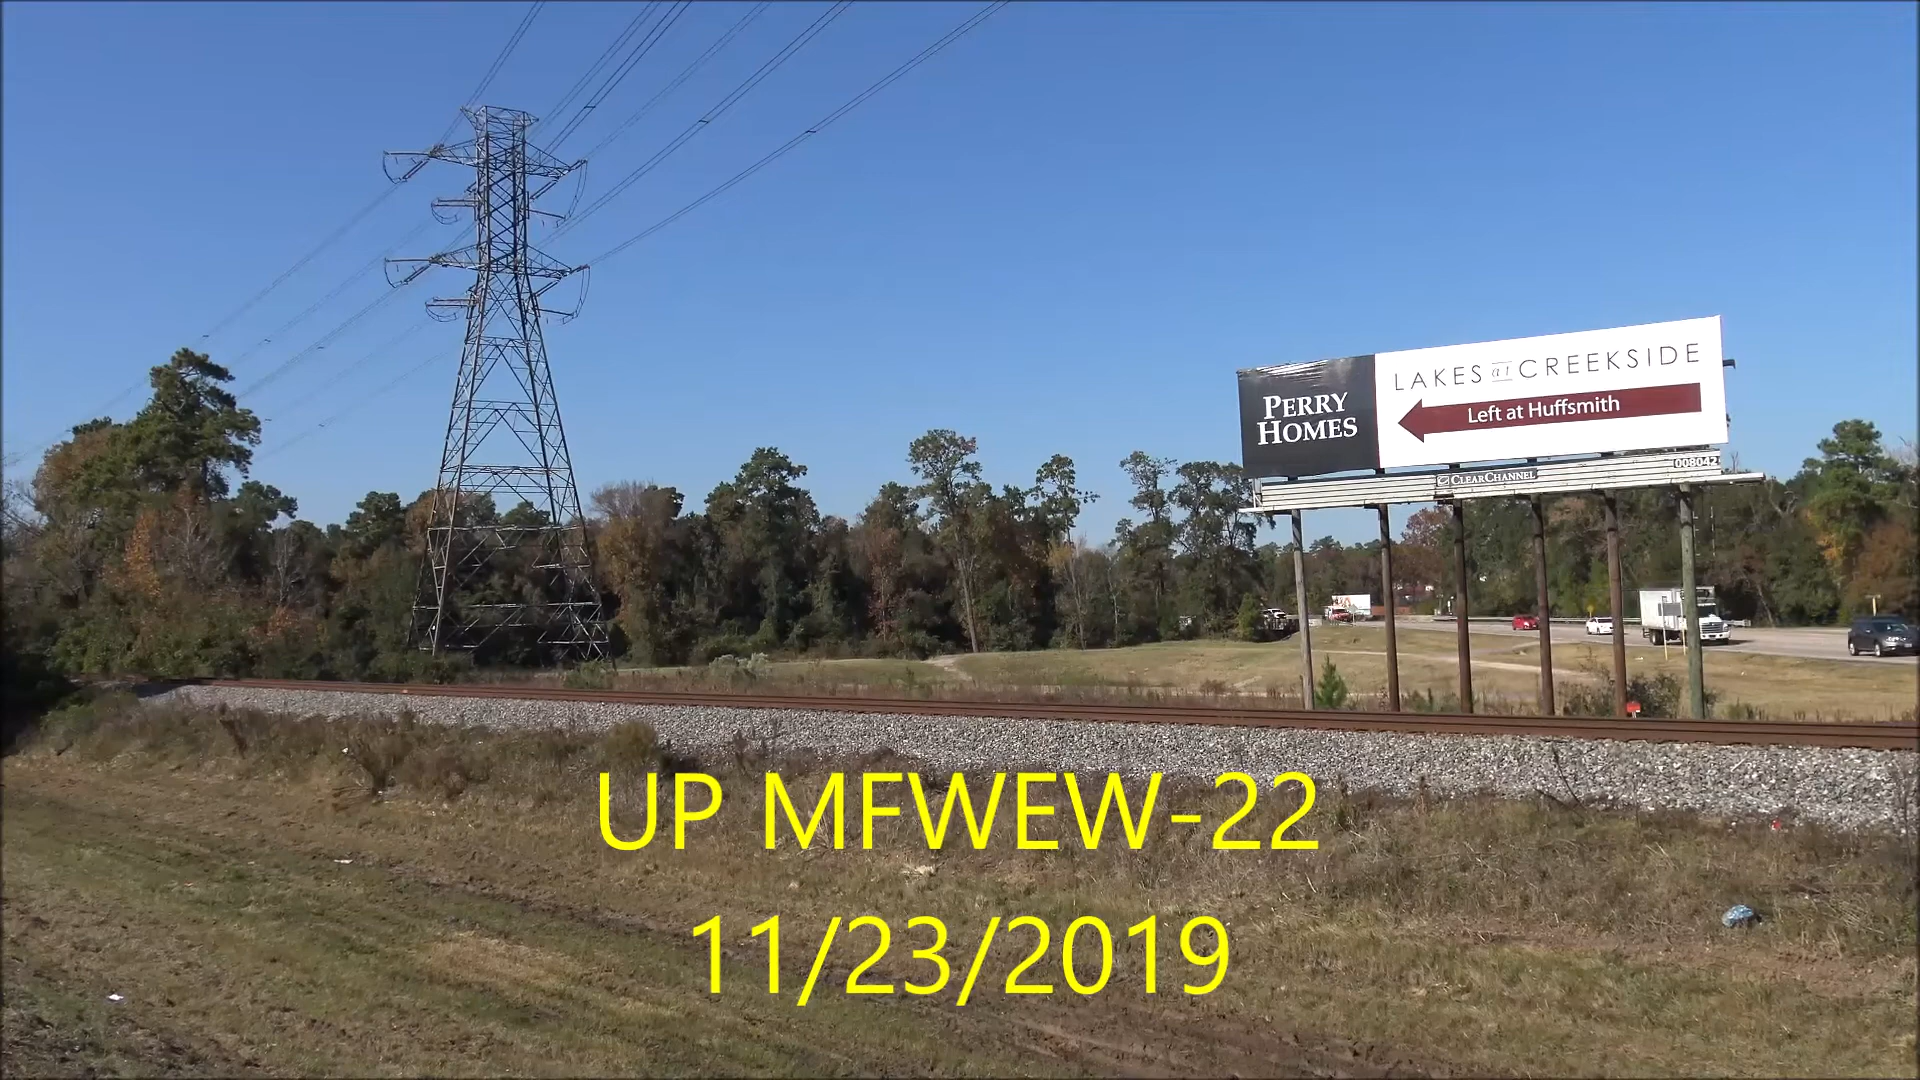 LAKES at CREEKSIDE
PERRY
HOMES
Left at Huffsmith
CLEARCHANNEL
008042
UP MFWEW-22
11/23/2019